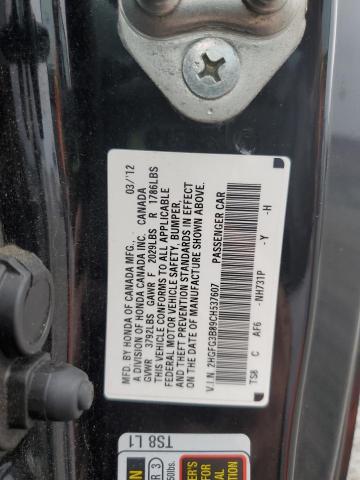 MFD. BY HONDA OF CANADA MFG.,
A DIVISION OF HONDA CANADA INC. CANADA 03/'12
GVWR 3792LBS GAWR F 2029LBS R 1786LBS
THIS VEHICLE CONFORMS TO ALL APPLICABLE
FEDERAL MOTOR VEHICLE SAFETY, BUMPER,
AND THEFT PREVENTION STANDARDS IN EFFECT
ON DATE OF MANUFACTURE SHOWN ABOVE.
V.I.N. 2HGFG3B89CH537607 PASSENGER CAR
TS8 C AF6 -NH731P -Y -H
TS8 L1